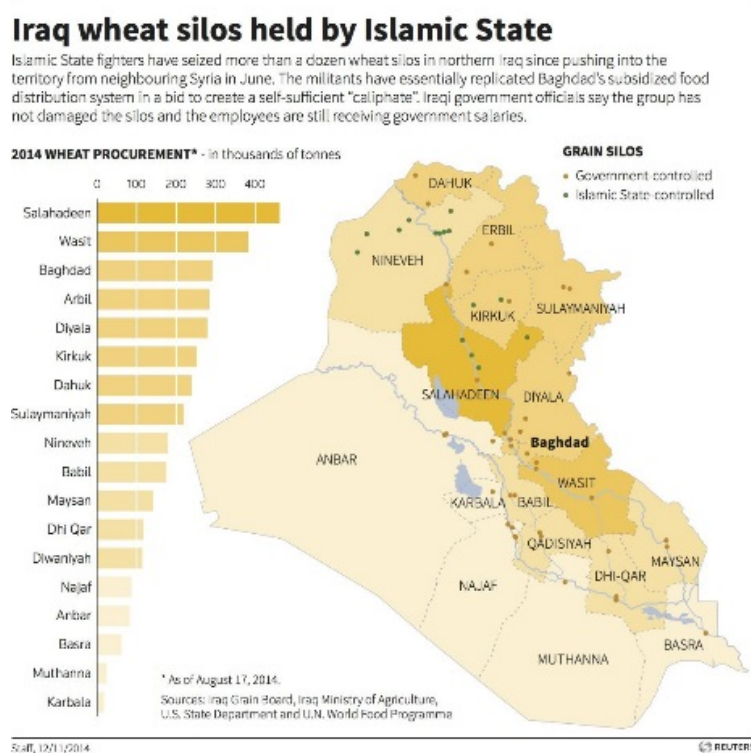 Iraq wheat silos held by Islamic State
Islamic State fighters have seized more than a dozen wheat silos in northern Iraq since pushing into the
territory from neighbouring Syria in June. The militants have essentially replicated Baghdad's subsidized food
distribution system in a bid to create a self-sufficient "caliphate". Iraqi government officials say the group has
not damaged the silos and the employees are still receiving government salaries.
2014 WHEAT PROCUREMENT* - in thousands of tonnes
0 100 200 300 400
Salahadeen
Wasit
Baghdad
Arbil
Diyala
Kirkuk
Dahuk
Sulaymaniyah
Nineveh
Babil
Maysan
Dhi Qar
Diwaniyah
Najaf
Anbar
Basra
Muthanna
Karbala
GRAIN SILOS
Government-controlled
Islamic State-controlled
DAHUK
ERBIL
NINEVEH
KIRKUK
SULAYMANIYAH
SALAHADEEN
DIYALA
Baghdad
ANBAR
WASIT
KARBALA
BABIL
QADISIYAH
MAYSAN
DHI-QAR
NAJAF
BASRA
MUTHANNA
* As of August 17, 2014.
Sources: Iraq Grain Board, Iraq Ministry of Agriculture,
U.S. State Department and U.N. World Food Programme
Staff, 12/11/2014
REUTER